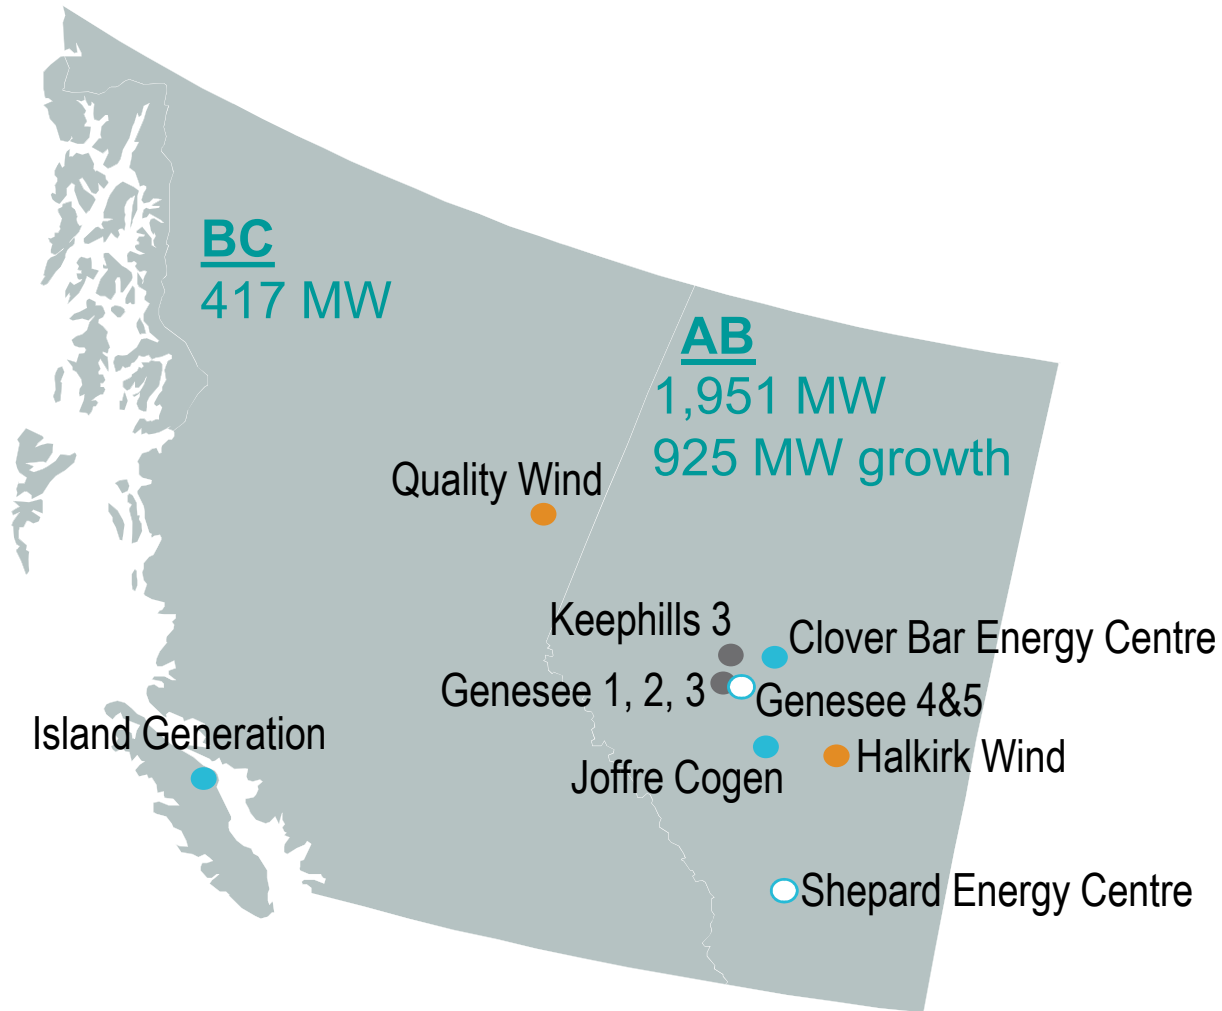 BC
417 MW
AB
1,951 MW
925 MW growth
Quality Wind
Keephills 3
Clover Bar Energy Centre
Genesee 1, 2, 3
Genesee 4&5
Island Generation
Joffre Cogen
Halkirk Wind
Shepard Energy Centre